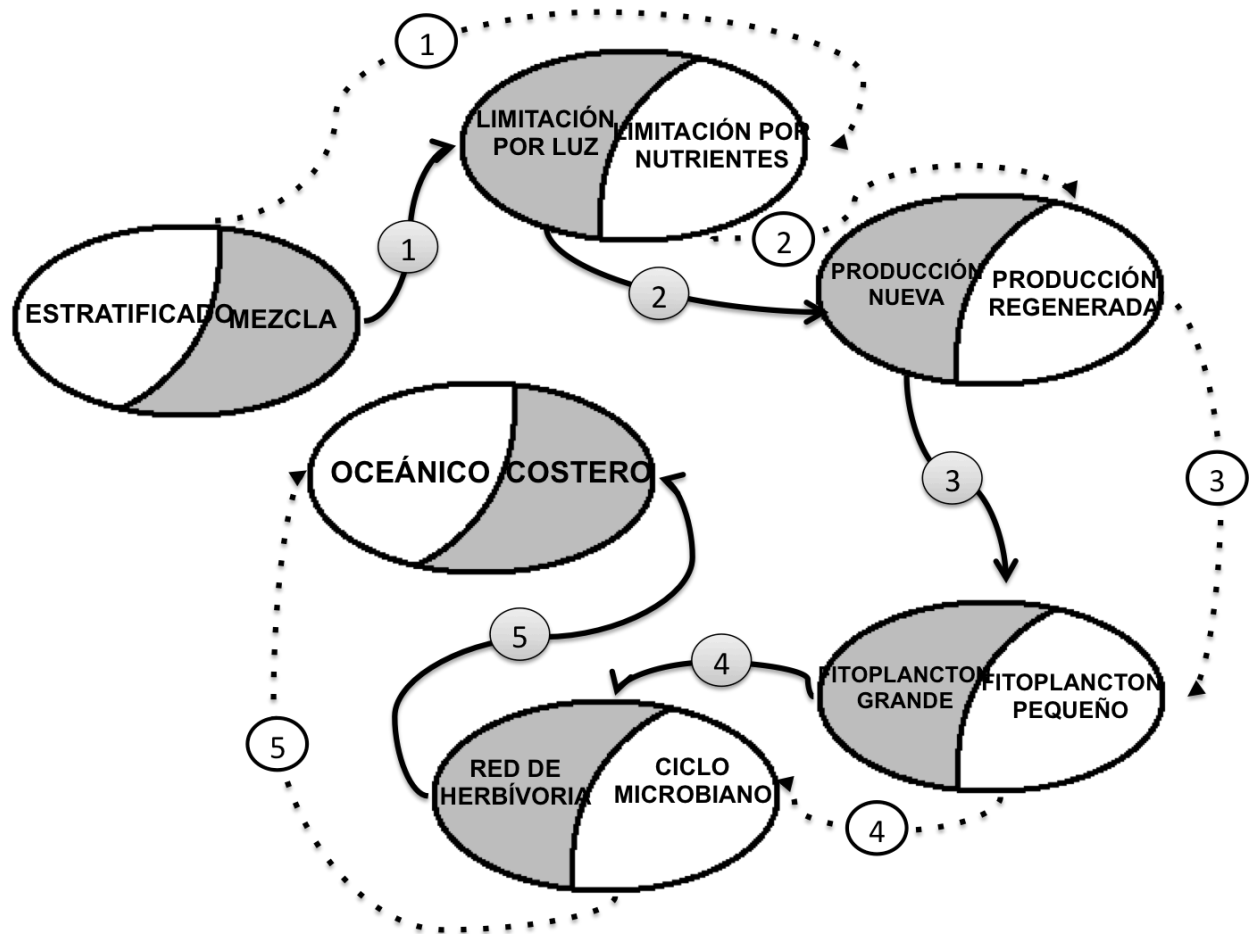 1
LIMITACIÓN
POR LUZ
LIMITACIÓN POR
NUTRIENTES
1
2
2
PRODUCCIÓN
NUEVA
PRODUCCIÓN
REGENERADA
ESTRATIFICADO
MEZCLA
OCEÁNICO
COSTERO
3
3
5
4
FITOPLANCTON
GRANDE
FITOPLANCTON
PEQUEÑO
5
RED DE
HERBÍVORIA
CICLO
MICROBIANO
4